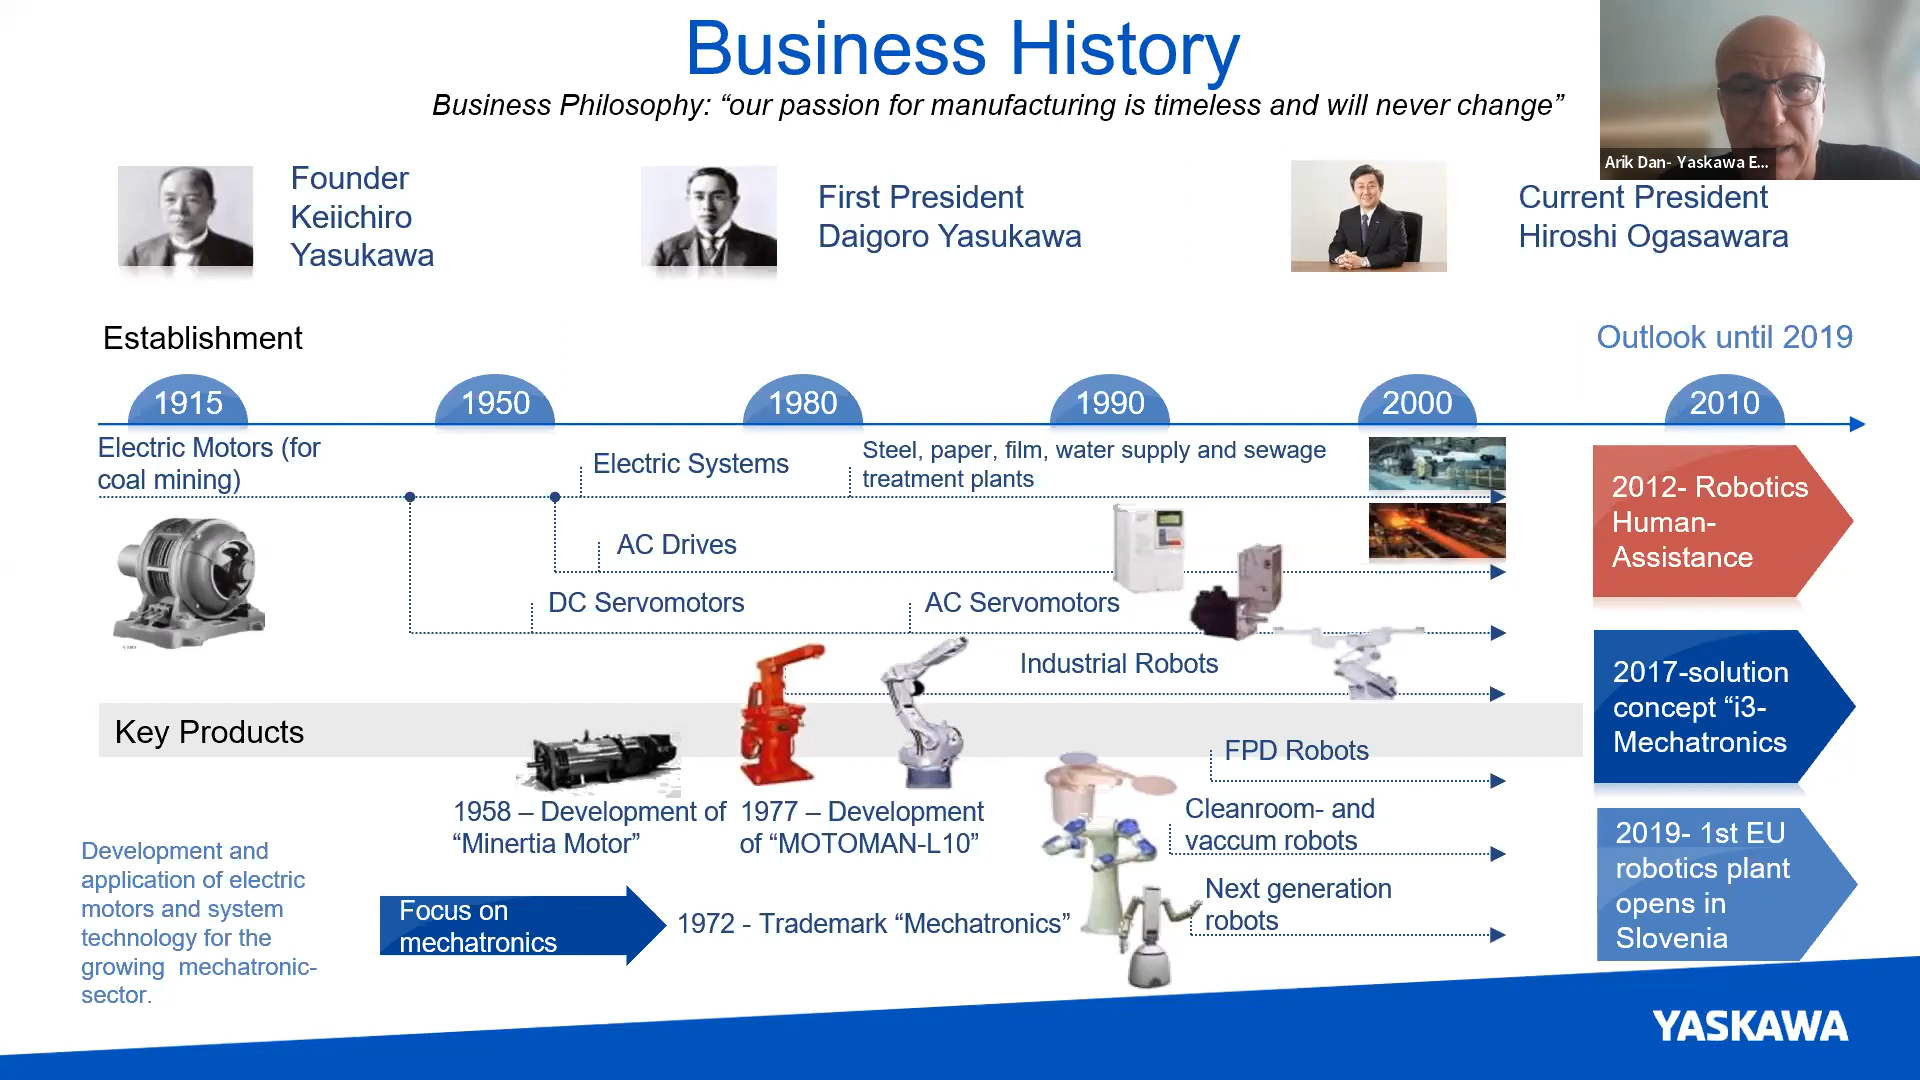 Business History
Business Philosophy: “our passion for manufacturing is timeless and will never change”
Arik Dan- Yaskawa E...
Founder
Keiichiro
Yasukawa
First President
Daigoro Yasukawa
Current President
Hiroshi Ogasawara
Establishment
Outlook until 2019
1915
1950
1980
1990
2000
2010
Electric Motors (for
coal mining)
Electric Systems
Steel, paper, film, water supply and sewage
treatment plants
AC Drives
DC Servomotors
AC Servomotors
Industrial Robots
2012- Robotics
Human-
Assistance
2017-solution
concept “i3-
Mechatronics
2019- 1st EU
robotics plant
opens in
Slovenia
Key Products
FPD Robots
Cleanroom- and
vaccum robots
Next generation
robots
1958 – Development of
“Minertia Motor”
1977 – Development
of “MOTOMAN-L10”
Development and
application of electric
motors and system
technology for the
growing  mechatronic-
sector.
Focus on
mechatronics
1972 - Trademark “Mechatronics”
YASKAWA